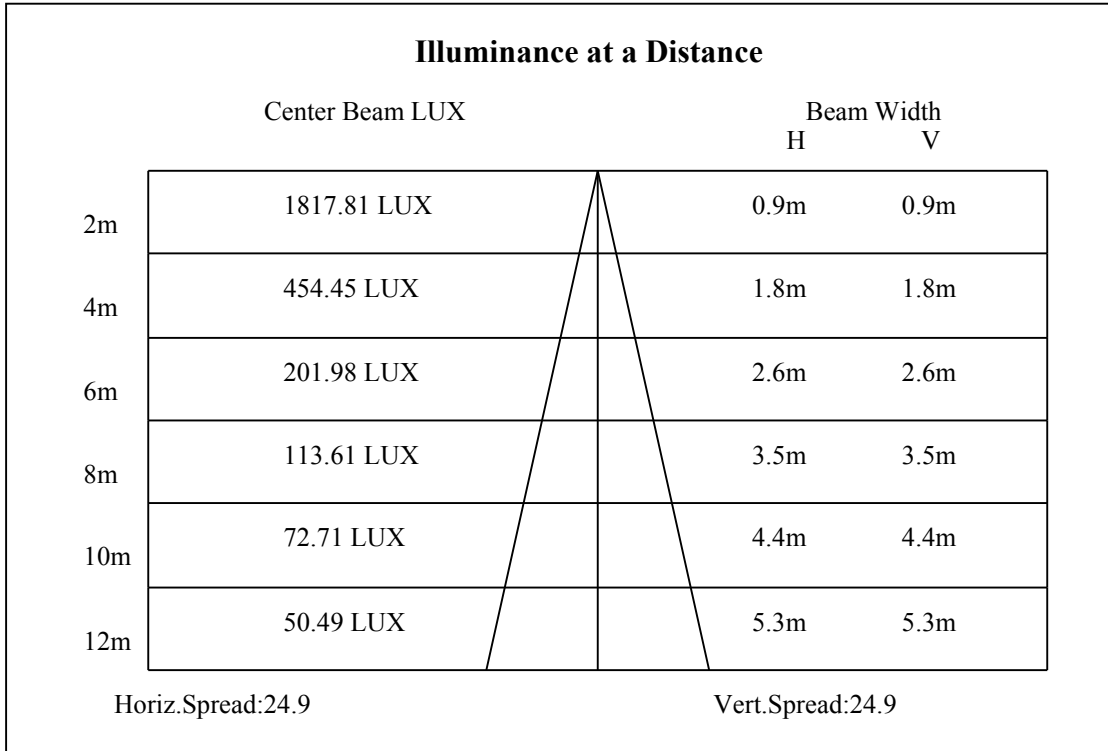 Illuminance at a Distance
Center Beam LUX Beam Width
H V
2m 1817.81 LUX 0.9m 0.9m
4m 454.45 LUX 1.8m 1.8m
6m 201.98 LUX 2.6m 2.6m
8m 113.61 LUX 3.5m 3.5m
10m 72.71 LUX 4.4m 4.4m
12m 50.49 LUX 5.3m 5.3m
Horiz.Spread:24.9 Vert.Spread:24.9